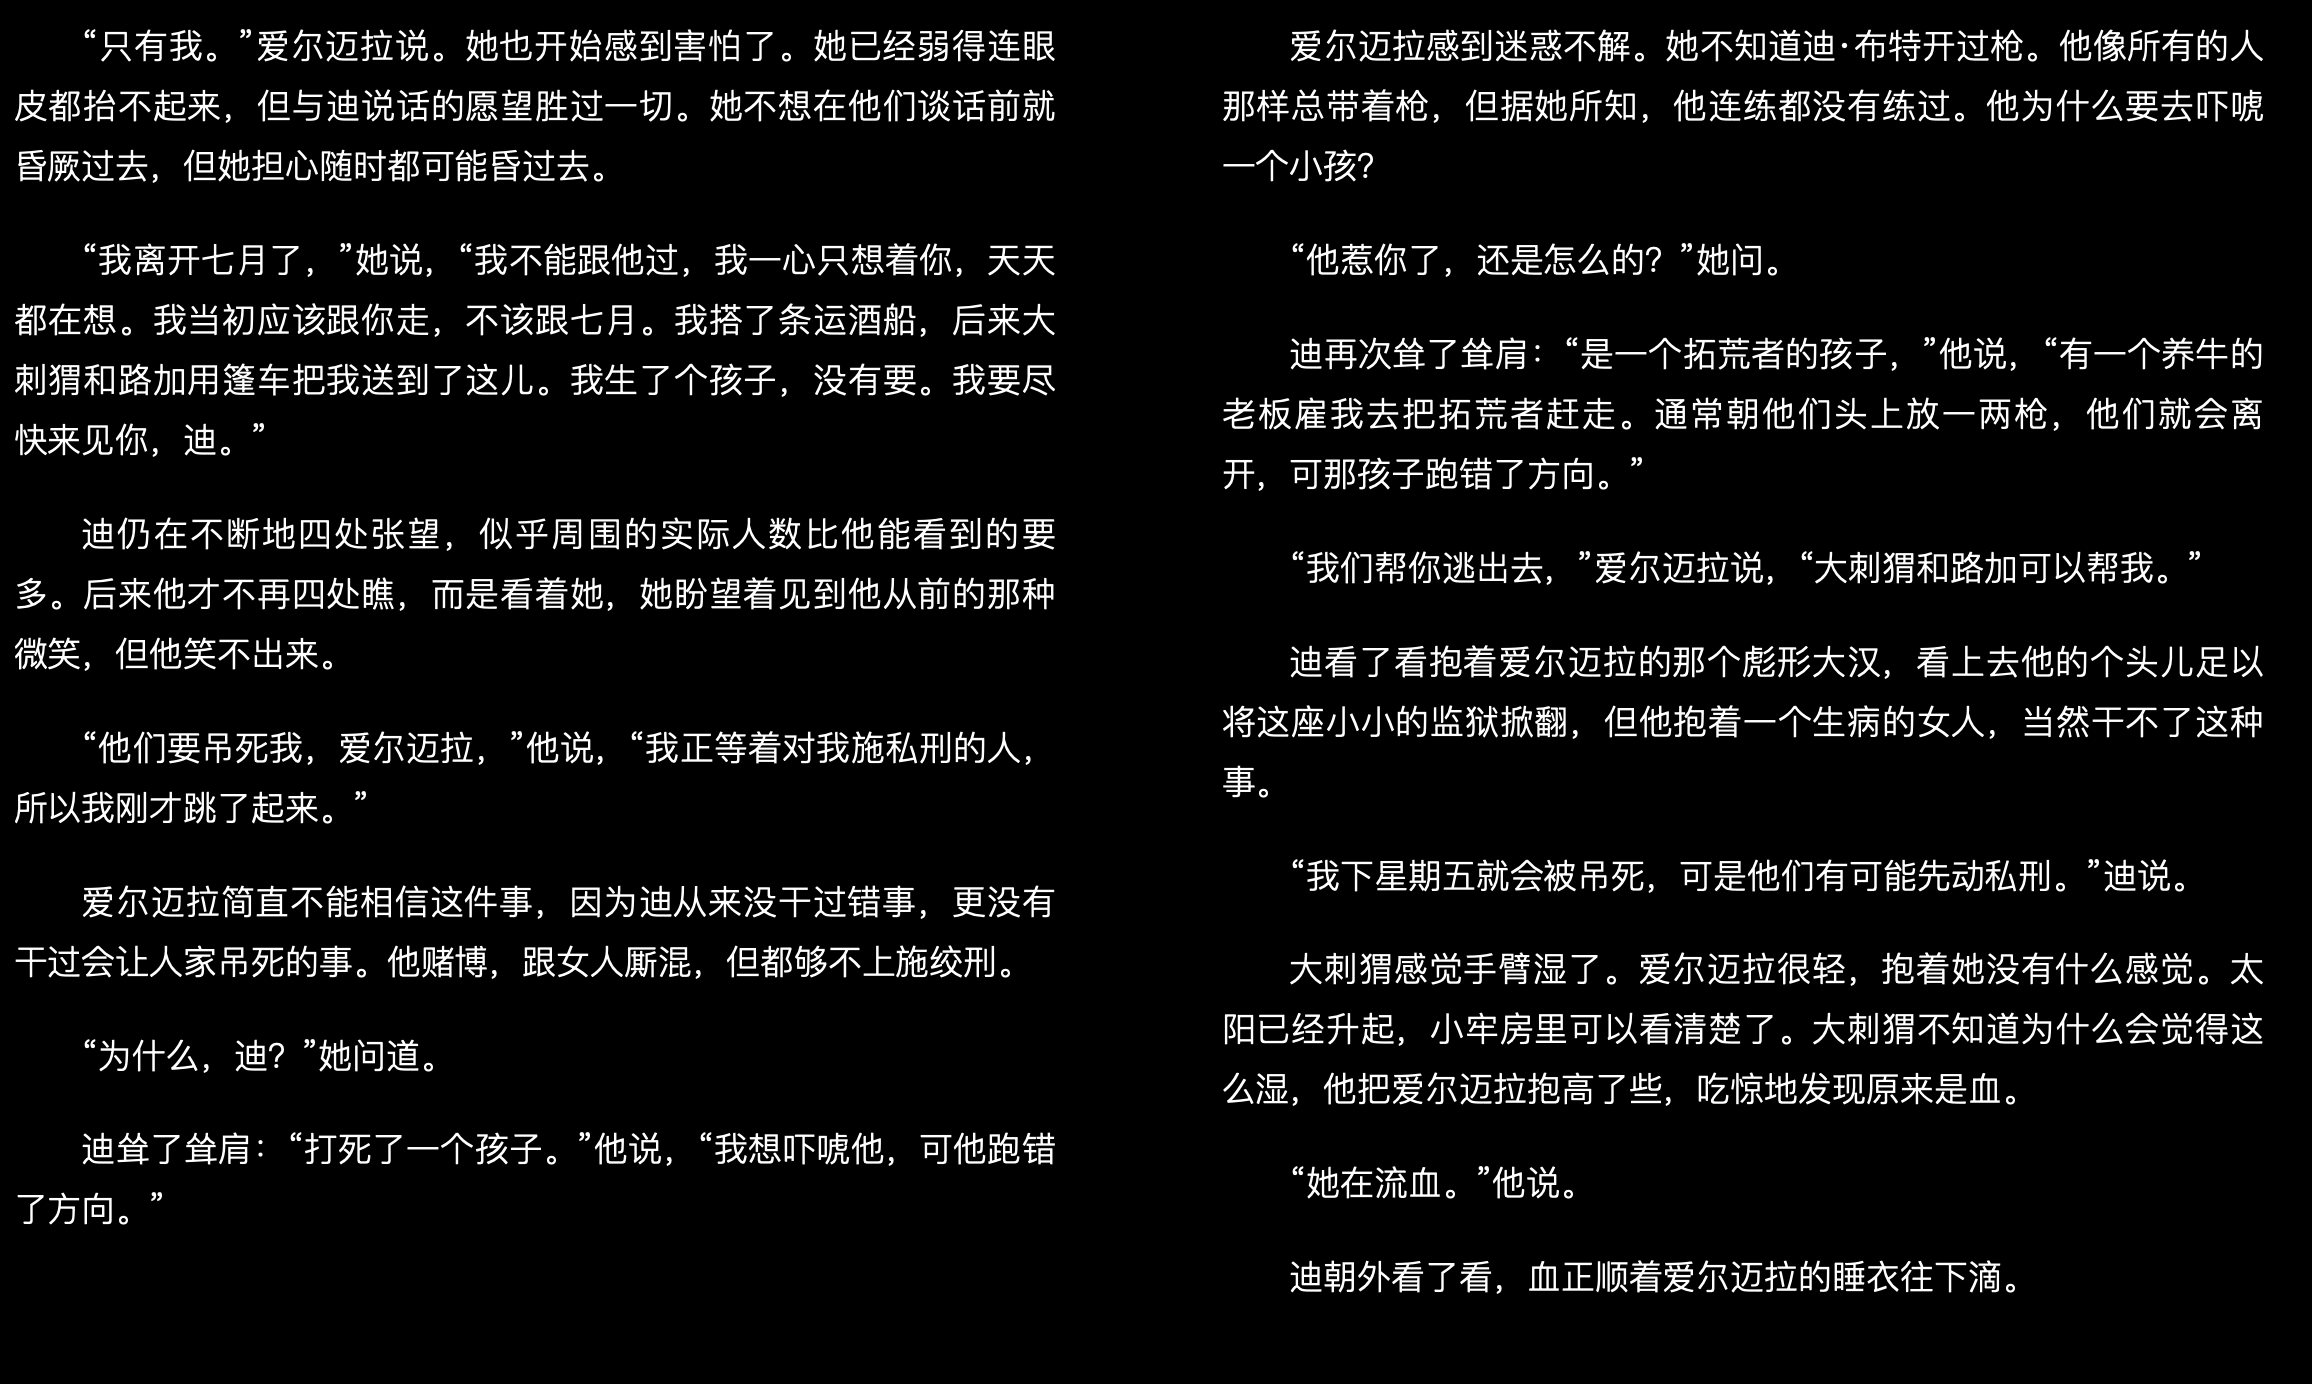 “只有我。”爱尔迈拉说。她也开始感到害怕了。她已经弱得连眼
皮都抬不起来，但与迪说话的愿望胜过一切。她不想在他们谈话前就
昏厥过去，但她担心随时都可能昏过去。
“我离开七月了，”她说，“我不能跟他过，我一心只想着你，天天
都在想。我当初应该跟你走，不该跟七月。我搭了条运酒船，后来大
刺猬和路加用篷车把我送到了这儿。我生了个孩子，没有要。我要尽
快来见你，迪。”
迪仍在不断地四处张望，似乎周围的实际人数比他能看到的要
多。后来他才不再四处瞧，而是看着她，她盼望着见到他从前的那种
微笑，但他笑不出来。
“他们要吊死我，爱尔迈拉，”他说，“我正等着对我施私刑的人，
所以我刚才跳了起来。”
爱尔迈拉简直不能相信这件事，因为迪从来没干过错事，更没有
干过会让人家吊死的事。他赌博，跟女人厮混，但都够不上施绞刑。
“为什么，迪？”她问道。
迪耸了耸肩：“打死了一个孩子。”他说，“我想吓唬他，可他跑错
了方向。”
爱尔迈拉感到迷惑不解。她不知道迪·布特开过枪。他像所有的人
那样总带着枪，但据她所知，他连练都没有练过。他为什么要去吓唬
一个小孩？
“他惹你了，还是怎么的？”她问。
迪再次耸了耸肩：“是一个拓荒者的孩子，”他说，“有一个养牛的
老板雇我去把拓荒者赶走。通常朝他们头上放一两枪，他们就会离
开，可那孩子跑错了方向。”
“我们帮你逃出去，”爱尔迈拉说，“大刺猬和路加可以帮我。”
迪看了看抱着爱尔迈拉的那个彪形大汉，看上去他的个头儿足以
将这座小小的监狱掀翻，但他抱着一个生病的女人，当然干不了这种
事。
“我下星期五就会被吊死，可是他们有可能先动私刑。”迪说。
大刺猬感觉手臂湿了。爱尔迈拉很轻，抱着她没有什么感觉。太
阳已经升起，小牢房里可以看清楚了。大刺猬不知道为什么会觉得这
么湿，他把爱尔迈拉抱高了些，吃惊地发现原来是血。
“她在流血。”他说。
迪朝外看了看，血正顺着爱尔迈拉的睡衣往下滴。